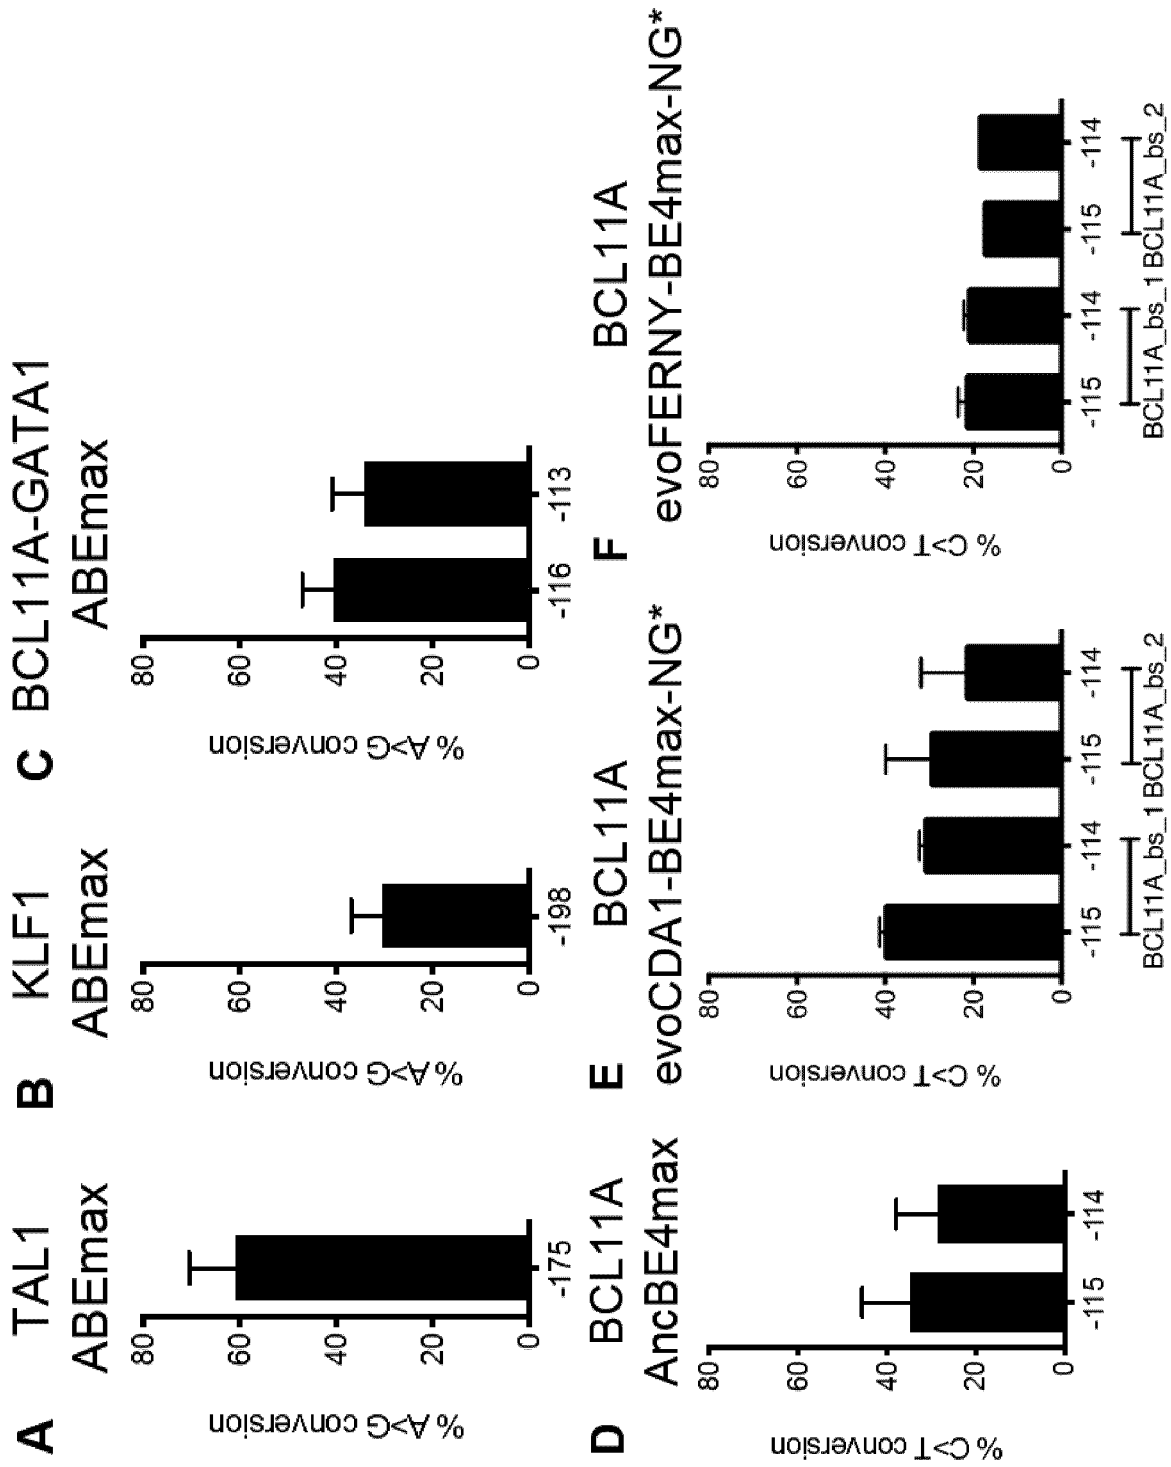 A
TAL1
ABEmax
% A>G conversion
80
60
40
20
0
-175
B
KLF1
ABEmax
% A>G conversion
80
60
40
20
0
-198
C
BCL11A-GATA1
ABEmax
% A>G conversion
80
60
40
20
0
-116
-113
D
BCL11A
AncBE4max
% C>T conversion
80
60
40
20
0
-115
-114
E
BCL11A
evoCDA1-BE4max-NG*
% C>T conversion
80
60
40
20
0
-115
-114
-115
-114
BCL11A_bs_1 BCL11A_bs_2
F
BCL11A
evoFERNY-BE4max-NG*
% C>T conversion
80
60
40
20
0
-115
-114
-115
-114
BCL11A_bs_1 BCL11A_bs_2